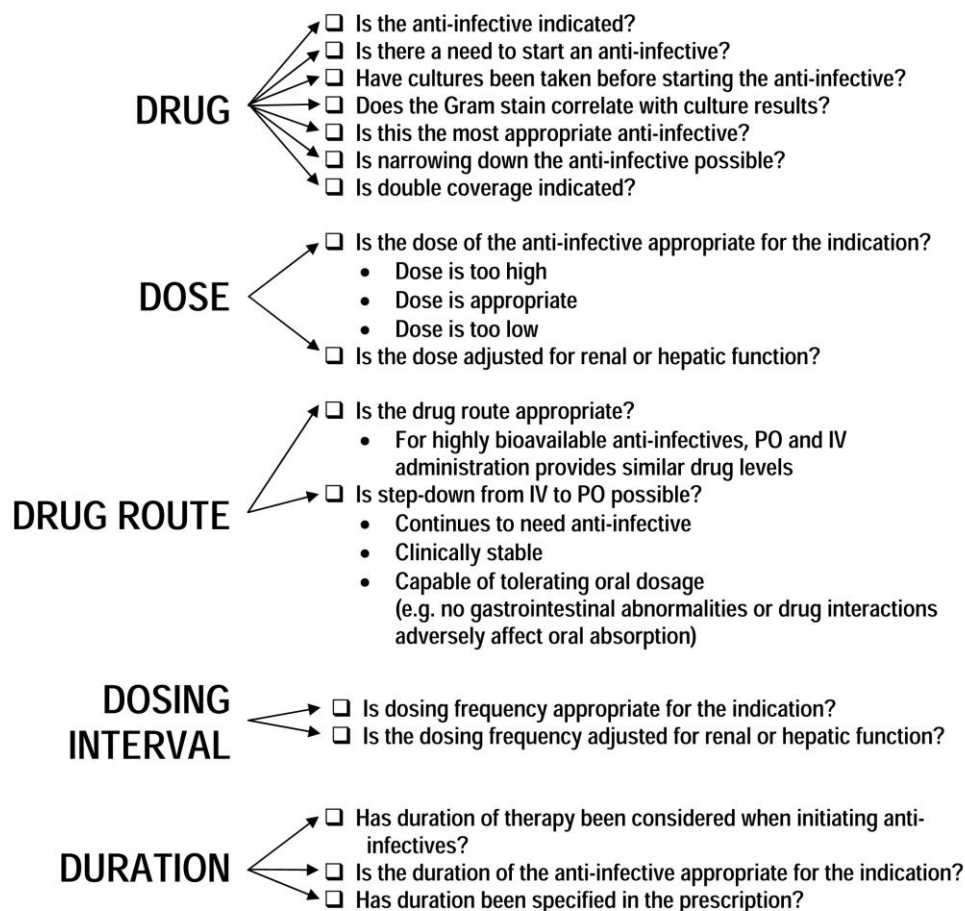 DRUG
❑ Is the anti-infective indicated?
❑ Is there a need to start an anti-infective?
❑ Have cultures been taken before starting the anti-infective?
❑ Does the Gram stain correlate with culture results?
❑ Is this the most appropriate anti-infective?
❑ Is narrowing down the anti-infective possible?
❑ Is double coverage indicated?
DOSE
❑ Is the dose of the anti-infective appropriate for the indication?
• Dose is too high
• Dose is appropriate
• Dose is too low
❑ Is the dose adjusted for renal or hepatic function?
DRUG ROUTE
❑ Is the drug route appropriate?
• For highly bioavailable anti-infectives, PO and IV
administration provides similar drug levels
❑ Is step-down from IV to PO possible?
• Continues to need anti-infective
• Clinically stable
• Capable of tolerating oral dosage
(e.g. no gastrointestinal abnormalities or drug interactions
adversely affect oral absorption)
DOSING
INTERVAL
❑ Is dosing frequency appropriate for the indication?
❑ Is the dosing frequency adjusted for renal or hepatic function?
DURATION
❑ Has duration of therapy been considered when initiating anti-
infectives?
❑ Is the duration of the anti-infective appropriate for the indication?
❑ Has duration been specified in the prescription?